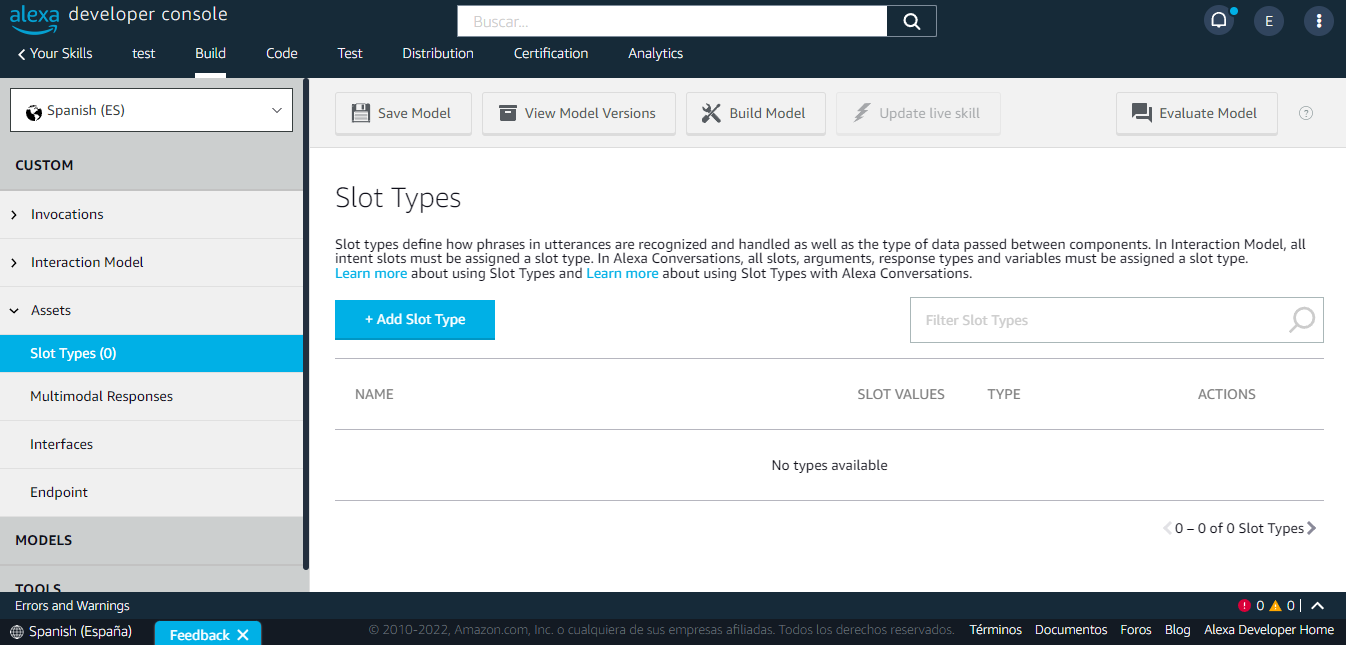 alexa developer console
Buscar...
E
Your Skills test Build Code Test Distribution Certification Analytics
Spanish (ES)
Save Model View Model Versions Build Model Update live skill Evaluate Model ?
CUSTOM
Invocations
Interaction Model
Assets
Slot Types (0)
Multimodal Responses
Interfaces
Endpoint
MODELS
TOOLS
Slot Types
Slot types define how phrases in utterances are recognized and handled as well as the type of data passed between components. In Interaction Model, all
intent slots must be assigned a slot type. In Alexa Conversations, all slots, arguments, response types and variables must be assigned a slot type.
Learn more about using Slot Types and Learn more about using Slot Types with Alexa Conversations.
+ Add Slot Type
Filter Slot Types
NAME SLOT VALUES TYPE ACTIONS
No types available
0 – 0 of 0 Slot Types
Errors and Warnings
! 0 0 |
Spanish (España)
Feedback
© 2010-2022, Amazon.com, Inc. o cualquiera de sus empresas afiliadas. Todos los derechos reservados.
Términos Documentos Foros Blog Alexa Developer Home